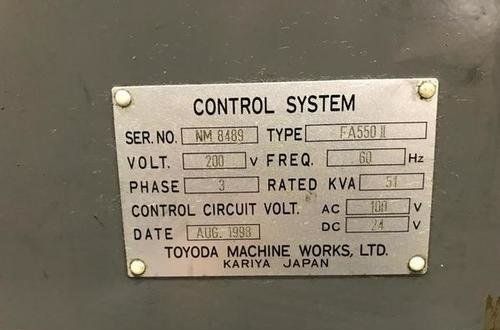 CONTROL SYSTEM
SER. NO. NM 8489 TYPE FA550 II
VOLT. 200 V FREQ. 60 Hz
PHASE 3 RATED KVA 51
CONTROL CIRCUIT VOLT. AC 100 V
DC 24 V
DATE AUG. 1998
TOYODA MACHINE WORKS, LTD.
KARIYA JAPAN